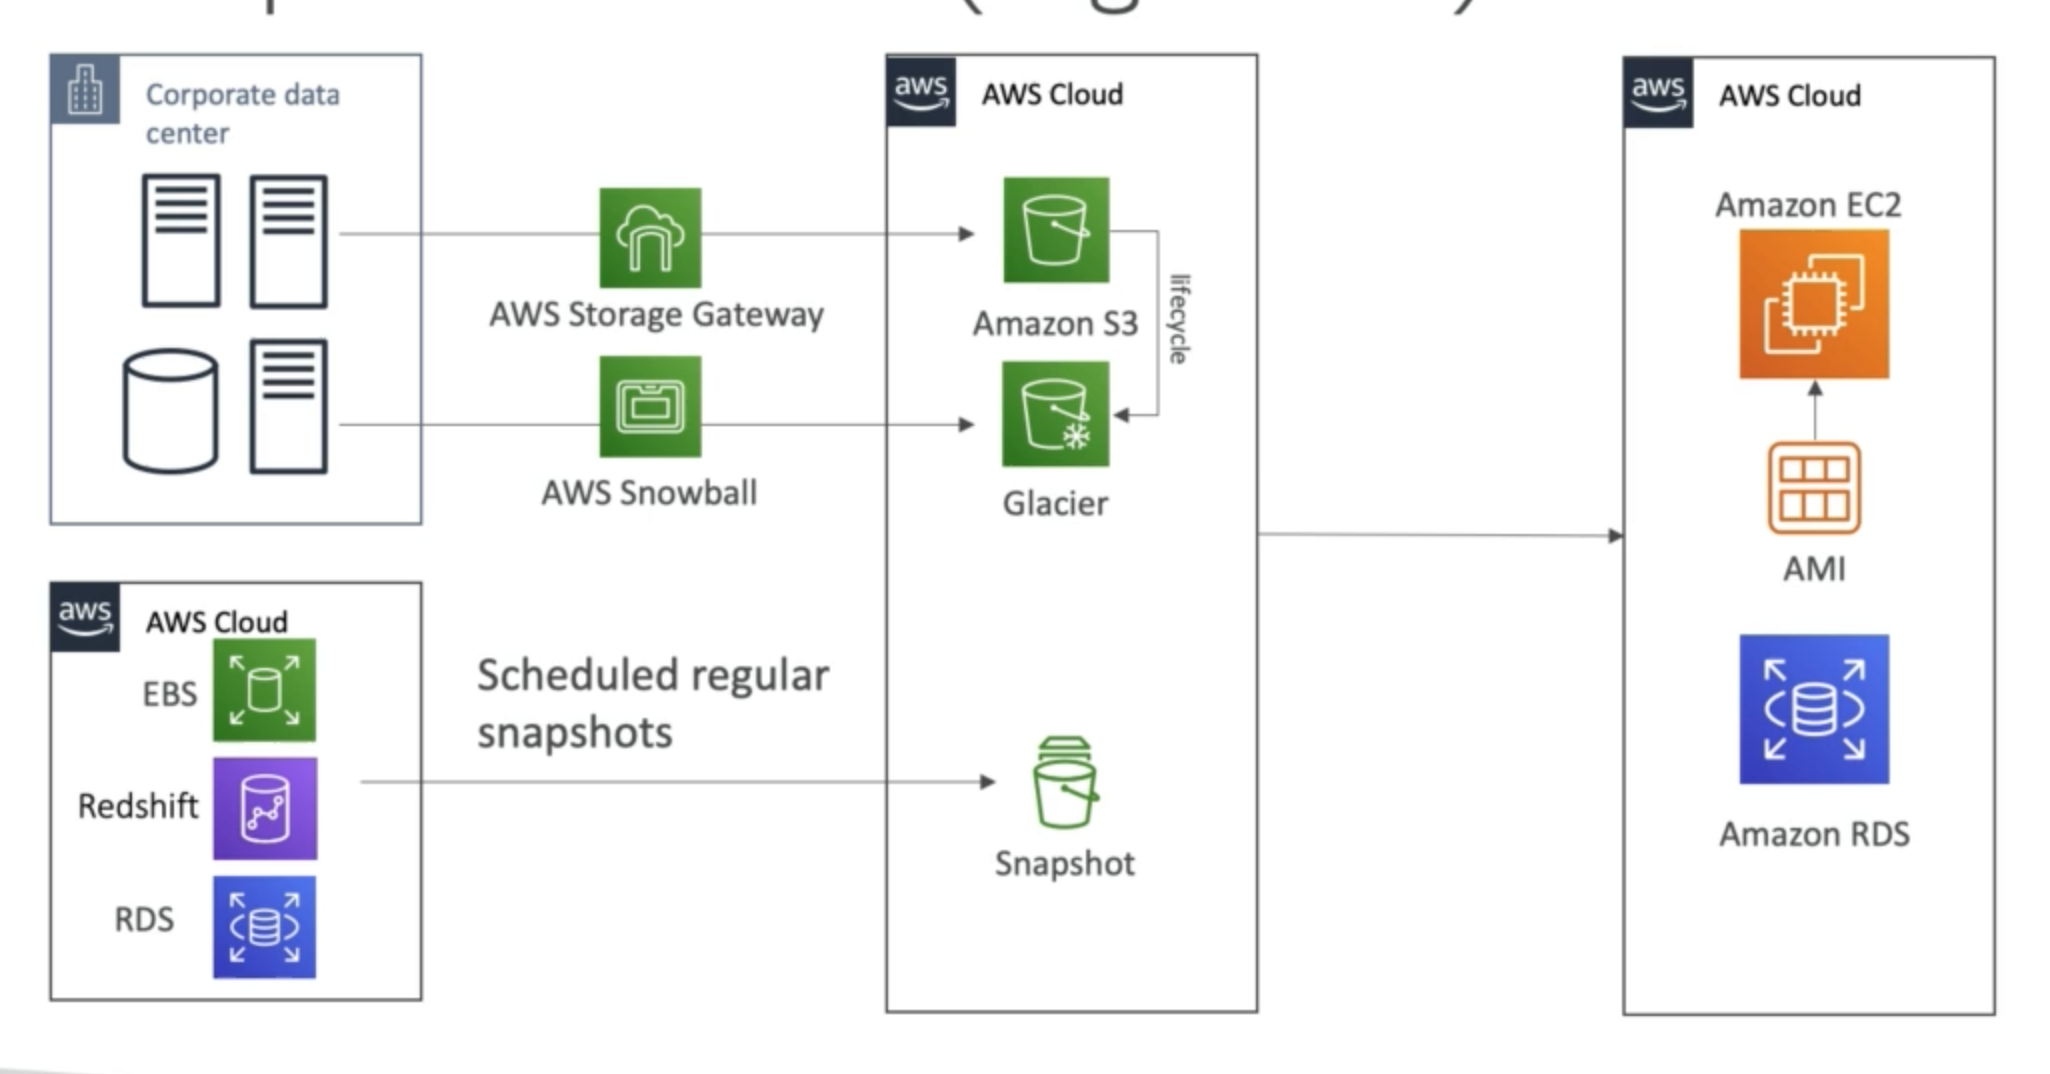 Corporate data
center
AWS Storage Gateway
AWS Snowball
aws
AWS Cloud
Amazon S3
lifecycle
Glacier
Snapshot
aws
AWS Cloud
EBS
Redshift
RDS
Scheduled regular
snapshots
aws
AWS Cloud
Amazon EC2
AMI
Amazon RDS